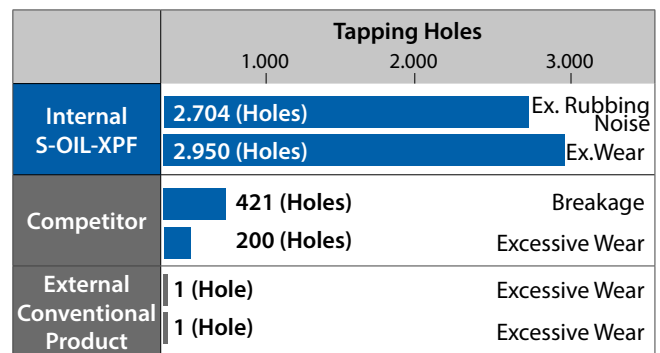 Tapping Holes
1.000 2.000 3.000
Internal
S-OIL-XPF
2.704 (Holes)
Ex. Rubbing
Noise
2.950 (Holes)
Ex.Wear
Competitor
421 (Holes)
Breakage
200 (Holes)
Excessive Wear
External
Conventional
Product
1 (Hole)
Excessive Wear
1 (Hole)
Excessive Wear